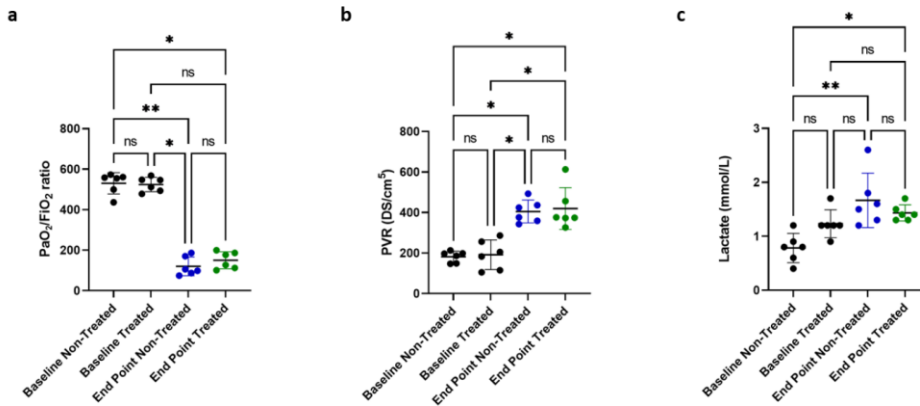 a
*
ns
**
ns
*
ns
800
600
400
200
0
PaO₂/FiO₂ ratio
Baseline Non-Treated
Baseline Treated
End Point Non-Treated
End Point Treated
b
*
*
*
ns
*
ns
800
600
400
200
0
PVR (DS/cm⁵)
Baseline Non-Treated
Baseline Treated
End Point Non-Treated
End Point Treated
c
*
ns
**
ns
ns
ns
3
2
1
0
Lactate (mmol/L)
Baseline Non-Treated
Baseline Treated
End Point Non-Treated
End Point Treated